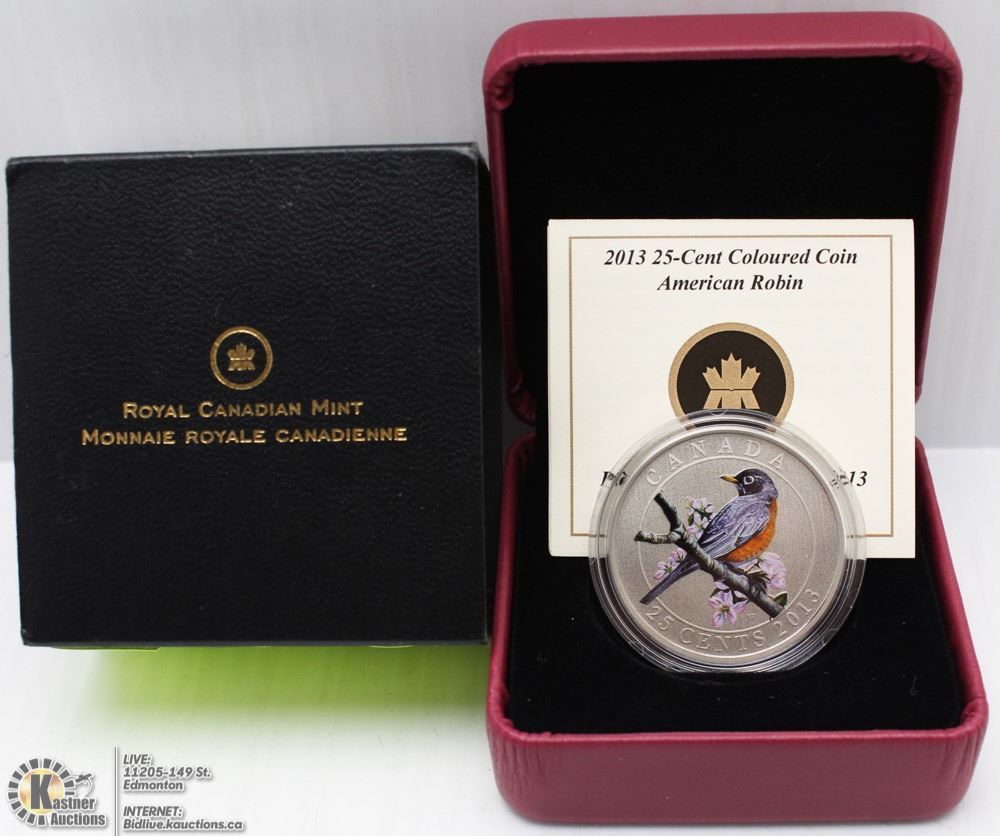 ROYAL CANADIAN MINT
MONNAIE ROYALE CANADIENNE
2013 25-Cent Coloured Coin
American Robin
13
CANADA
25 CENTS 2013
Kastner
Auctions
LIVE:
11205-149 St.
Edmonton
INTERNET:
Bidlive.kauctions.ca